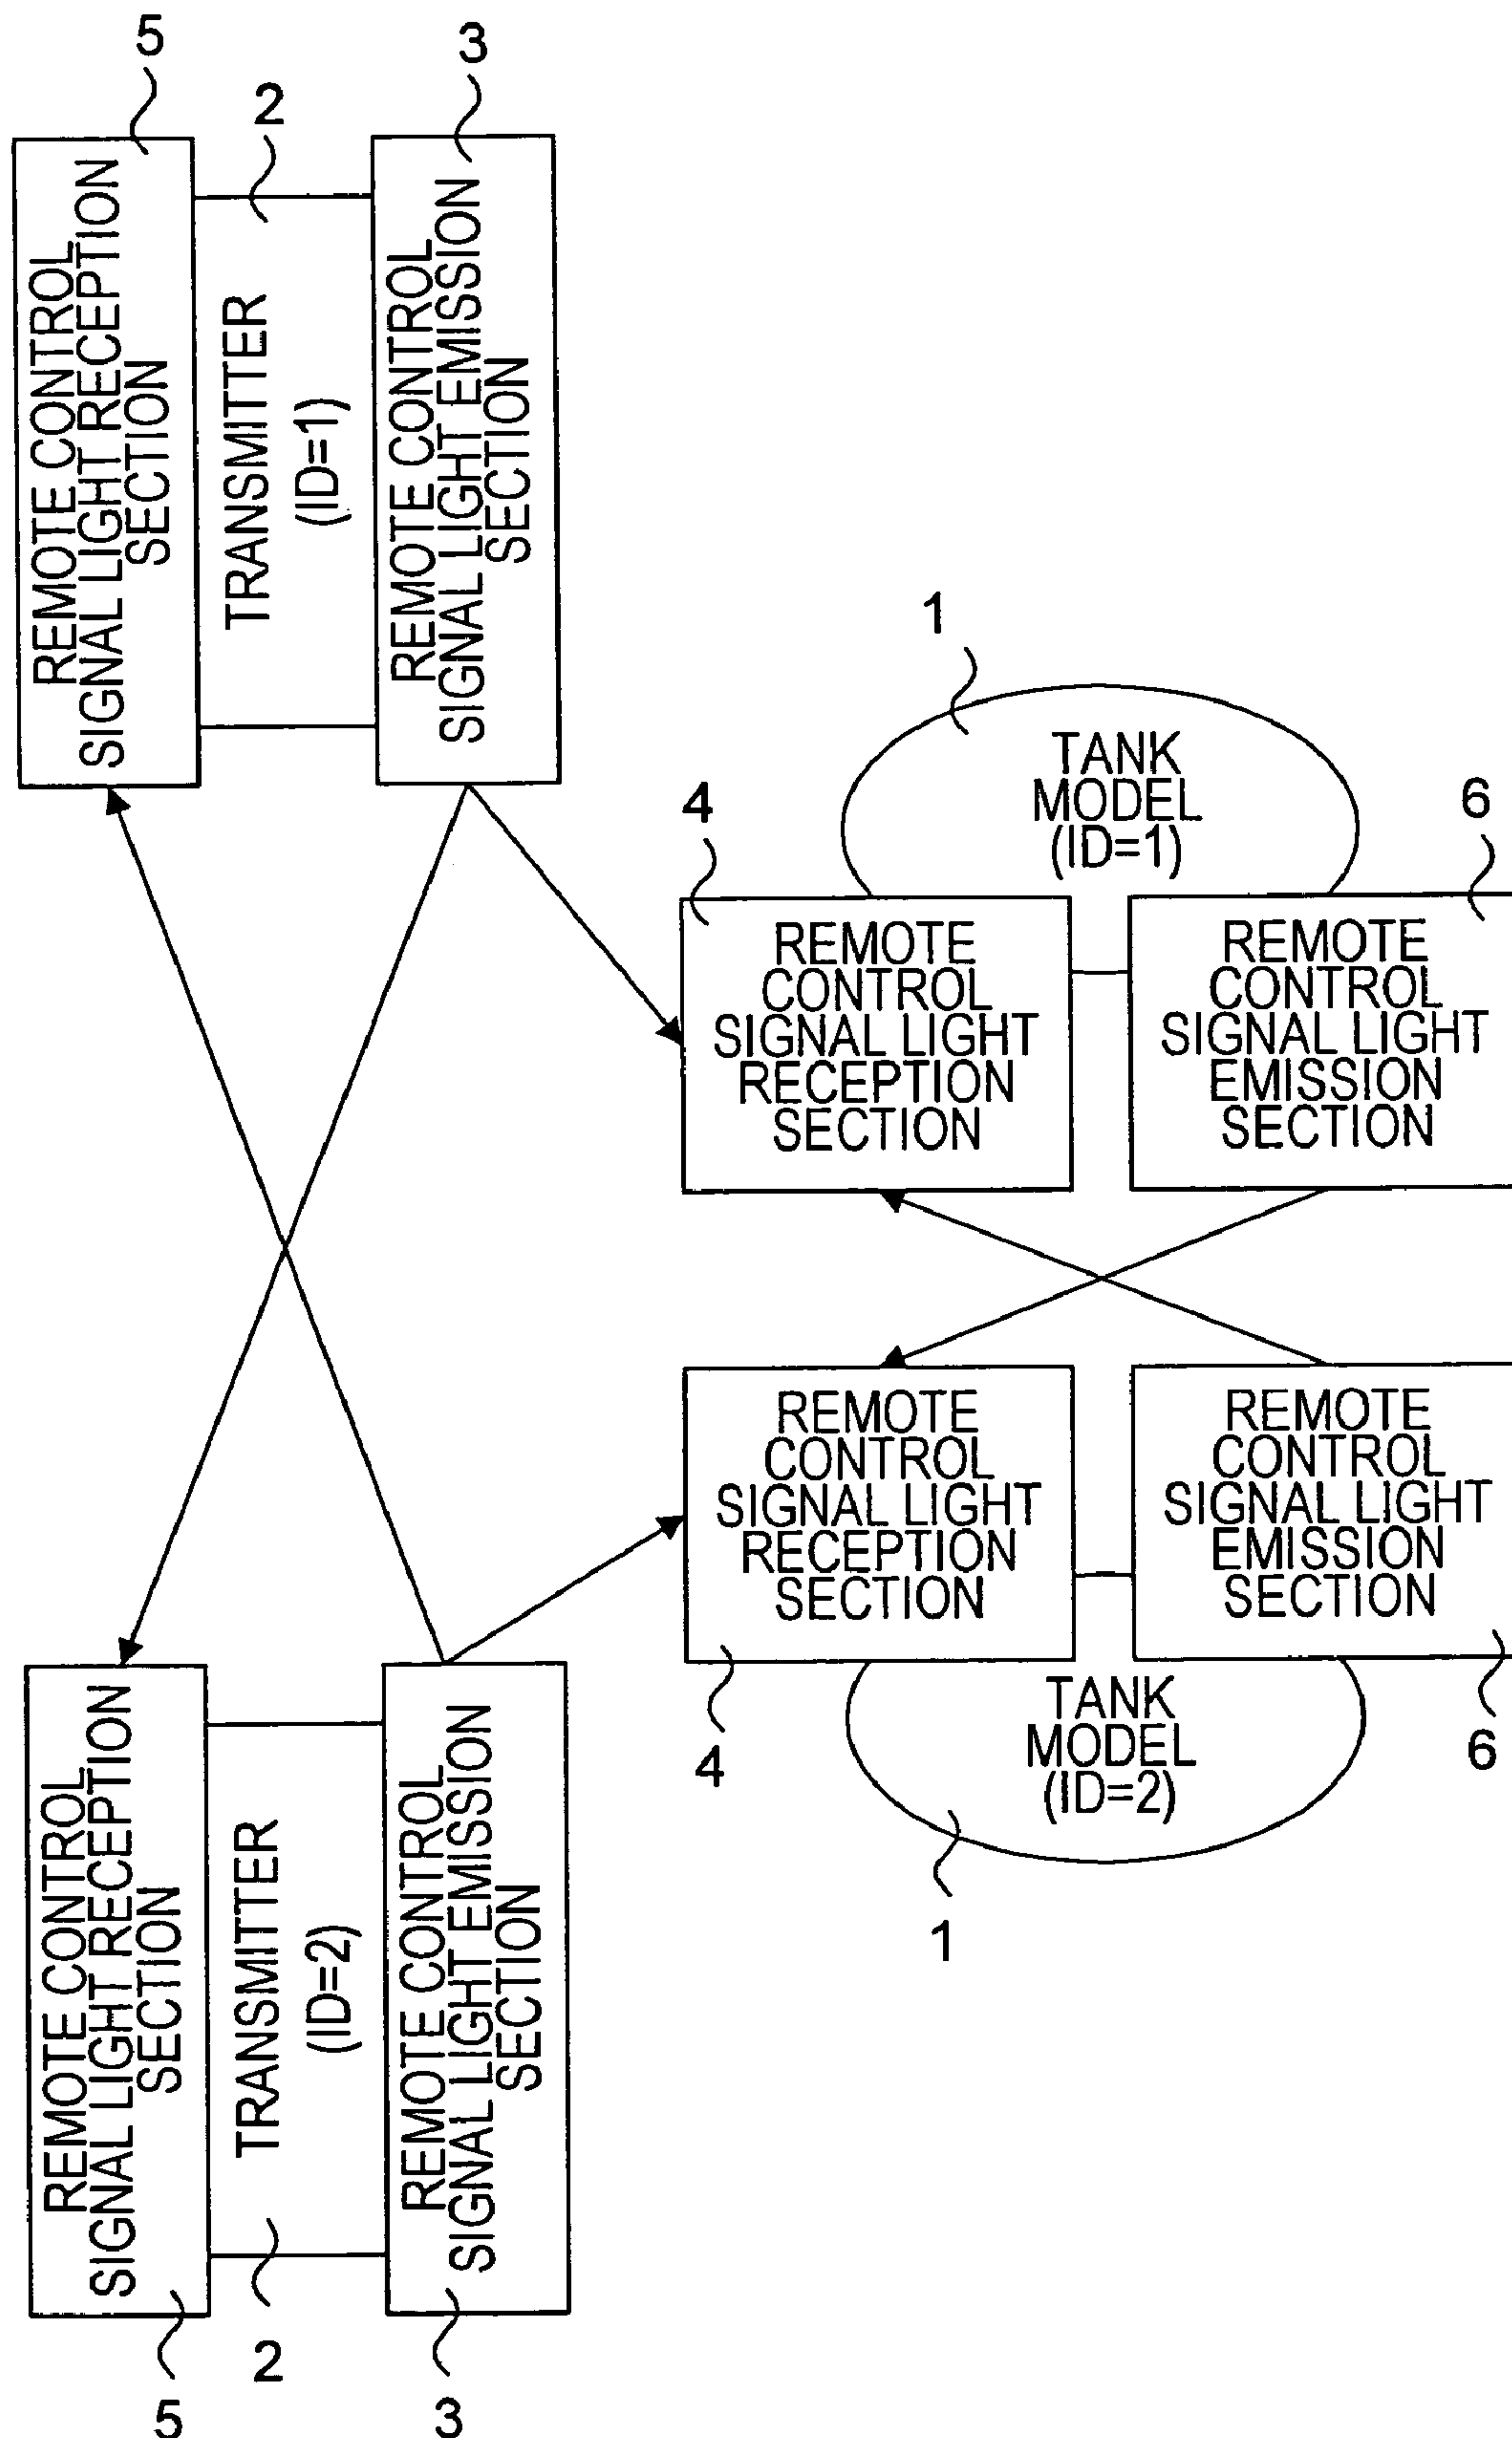 5
2
3
REMOTE CONTROL
SIGNAL LIGHT RECEPTION
SECTION
TRANSMITTER
(ID=1)
REMOTE CONTROL
SIGNAL LIGHT EMISSION
SECTION
1
TANK
MODEL
(ID=1)
4
6
REMOTE
CONTROL
SIGNAL LIGHT
RECEPTION
SECTION
REMOTE
CONTROL
SIGNAL LIGHT
EMISSION
SECTION
REMOTE
CONTROL
SIGNAL LIGHT
RECEPTION
SECTION
REMOTE
CONTROL
SIGNAL LIGHT
EMISSION
SECTION
4
6
TANK
MODEL
(ID=2)
1
REMOTE CONTROL
SIGNAL LIGHT RECEPTION
SECTION
TRANSMITTER
(ID=2)
REMOTE CONTROL
SIGNAL LIGHT EMISSION
SECTION
5
2
3